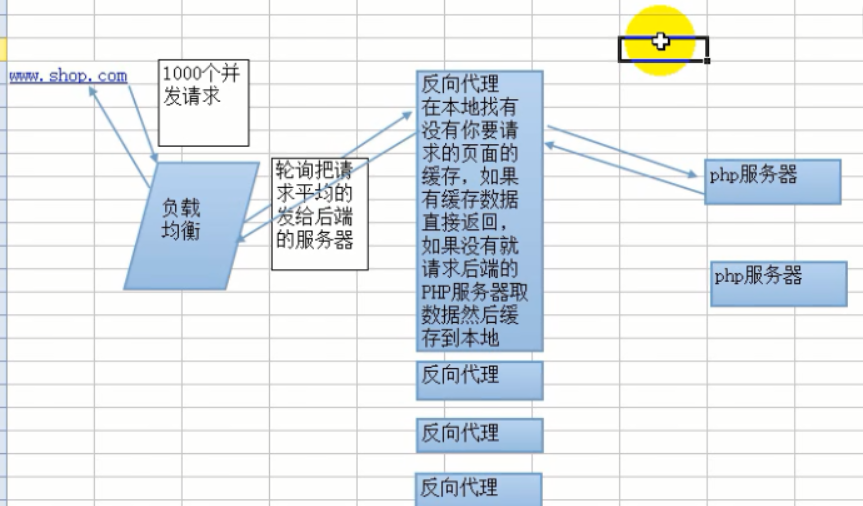 www.shop.com
1000个并
发请求
负载
均衡
轮询把请
求平均的
发给后端
的服务器
反向代理
在本地找有
没有你要请
求的页面的
缓存，如果
有缓存数据
直接返回，
如果没有就
请求后端的
PHP服务器取
数据然后缓
存到本地
反向代理
反向代理
反向代理
php服务器
php服务器